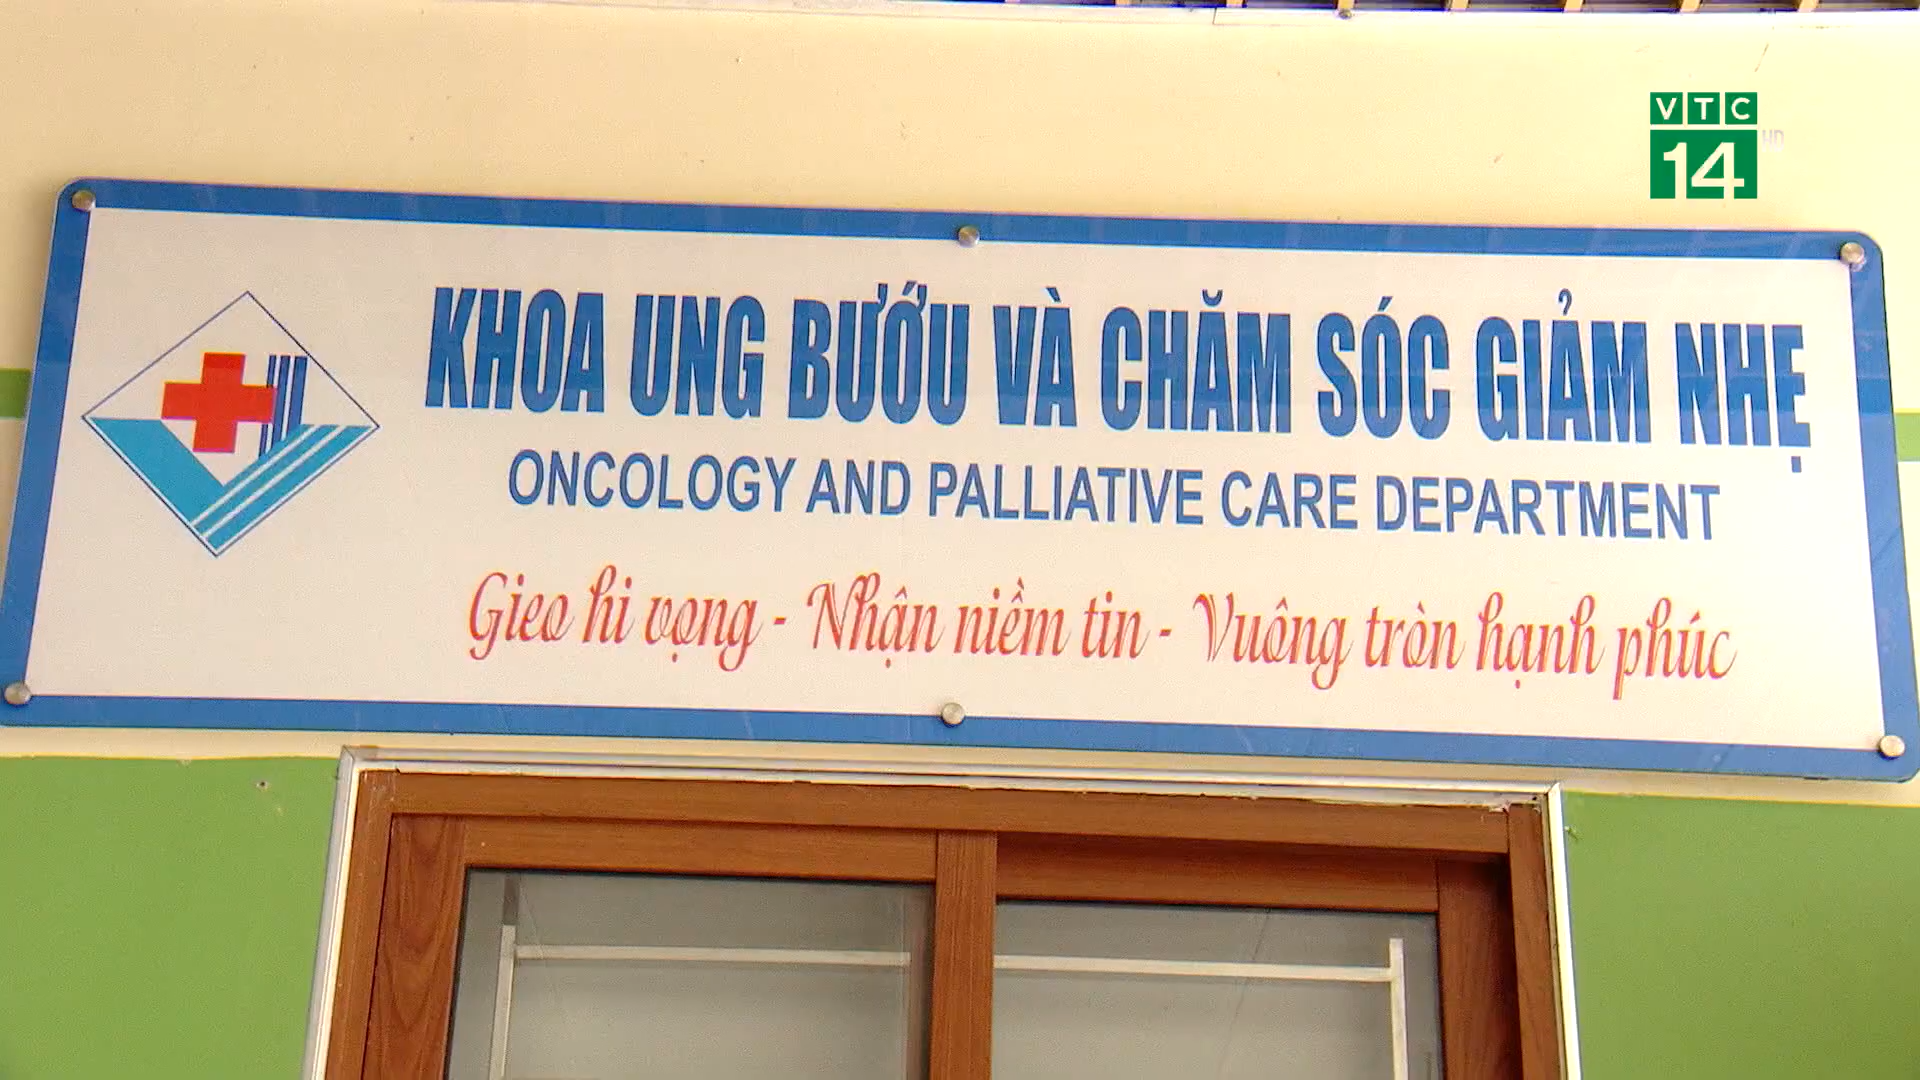 VTC
14
HD
KHOA UNG BƯỚU VÀ CHĂM SÓC GIẢM NHẸ
ONCOLOGY AND PALLIATIVE CARE DEPARTMENT
Gieo hi vọng - Nhận niềm tin - Vuông tròn hạnh phúc